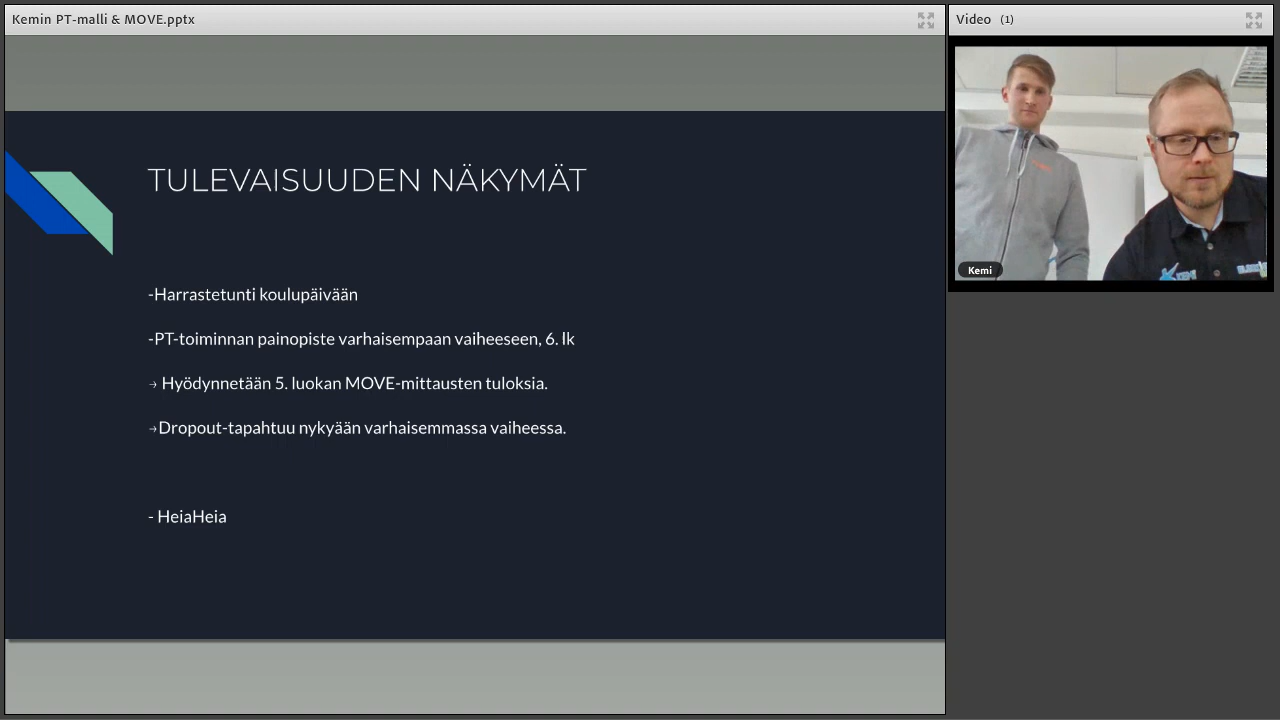 Kemin PT-malli & MOVE.pptx
Video (1)
Kemi
TULEVAISUUDEN NÄKYMÄT
-Harrastetunti koulupäivään
-PT-toiminnan painopiste varhaisempaan vaiheeseen, 6. lk
→ Hyödynnetään 5. luokan MOVE-mittausten tuloksia.
→Dropout-tapahtuu nykyään varhaisemmassa vaiheessa.
- HeiaHeia